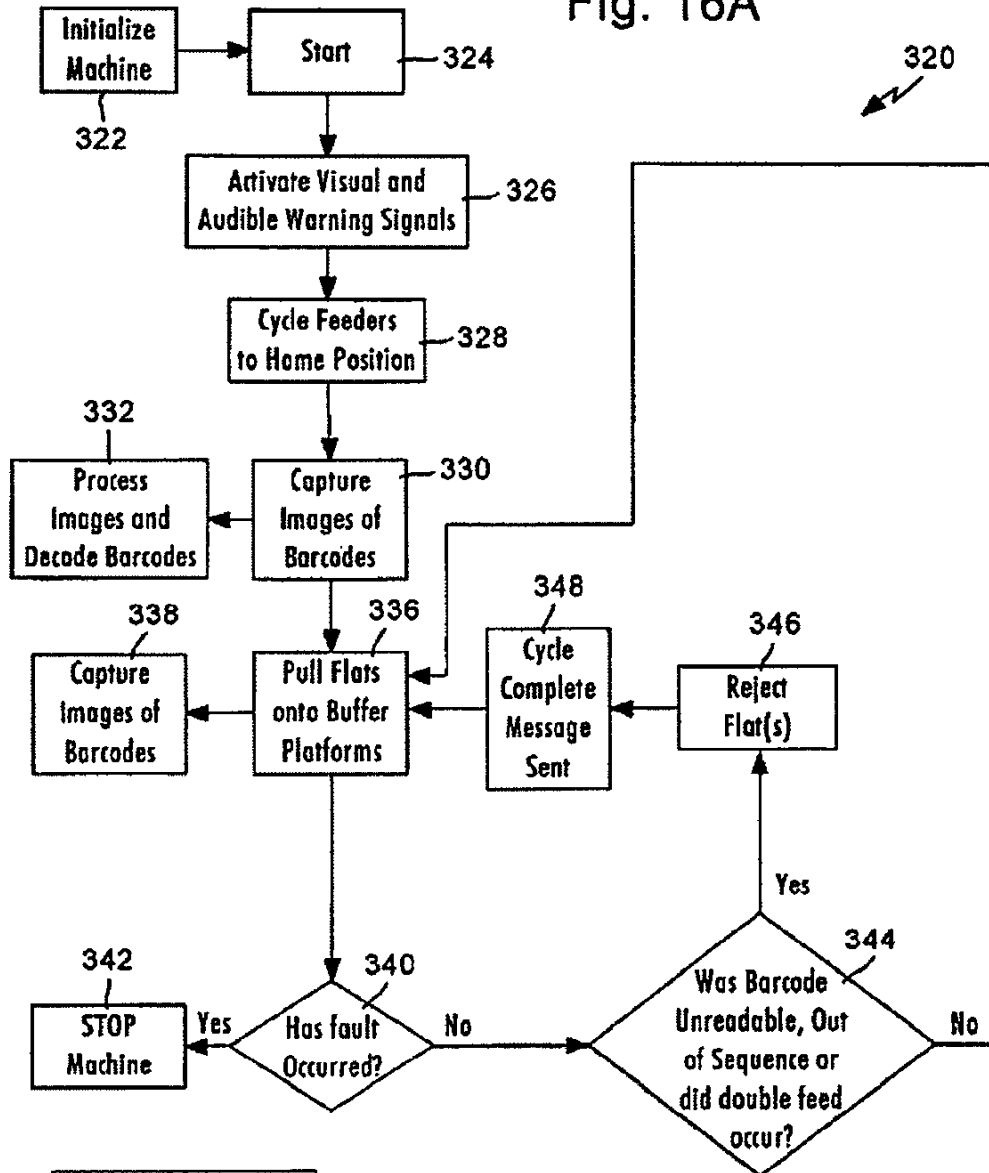 Fig. 16A
Initialize
Machine
322
Start
324
320
Activate Visual and
Audible Warning Signals
326
Cycle Feeders
to Home Position
328
332
Process
Images and
Decode Barcodes
Capture
Images of
Barcodes
330
338
Capture
Images of
Barcodes
336
Pull Flats
onto Buffer
Platforms
348
Cycle
Complete
Message
Sent
346
Reject
Flat(s)
Yes
342
STOP
Machine
Yes
340
Has fault
Occurred?
No
344
Was Barcode
Unreadable, Out
of Sequence or
did double feed
occur?
No